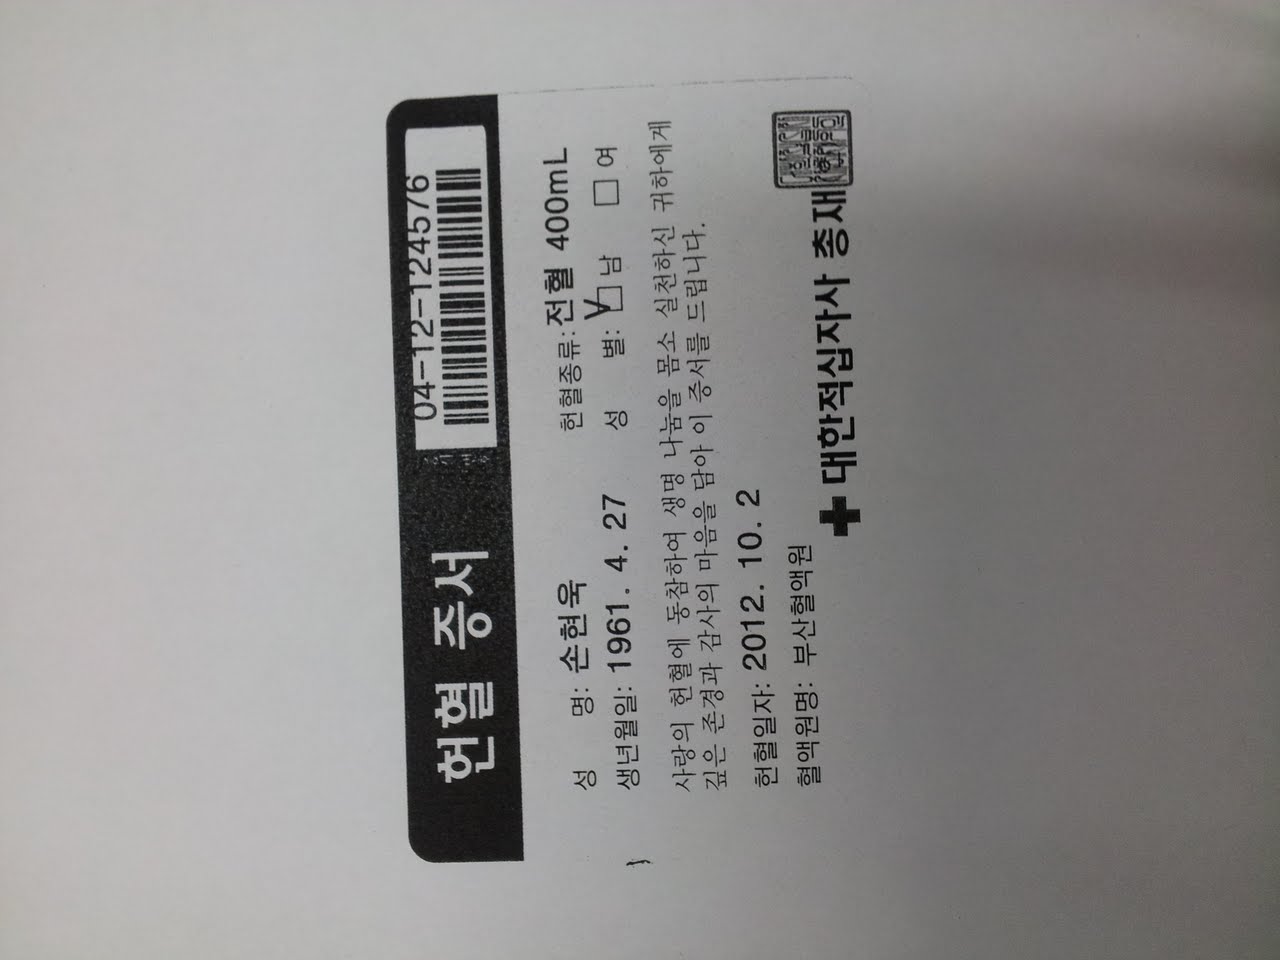 헌혈 증서
04-12-124576
성 명: 손현욱 헌혈종류: 전혈 400mL
생년월일: 1961. 4. 27 성 별: V□남 □여
사랑의 헌혈에 동참하여 생명 나눔을 몸소 실천하신 귀하에게
깊은 존경과 감사의 마음을 담아 이 증서를 드립니다.
헌혈일자: 2012. 10. 2
혈액원명: 부산혈액원
대한적십자사 총재